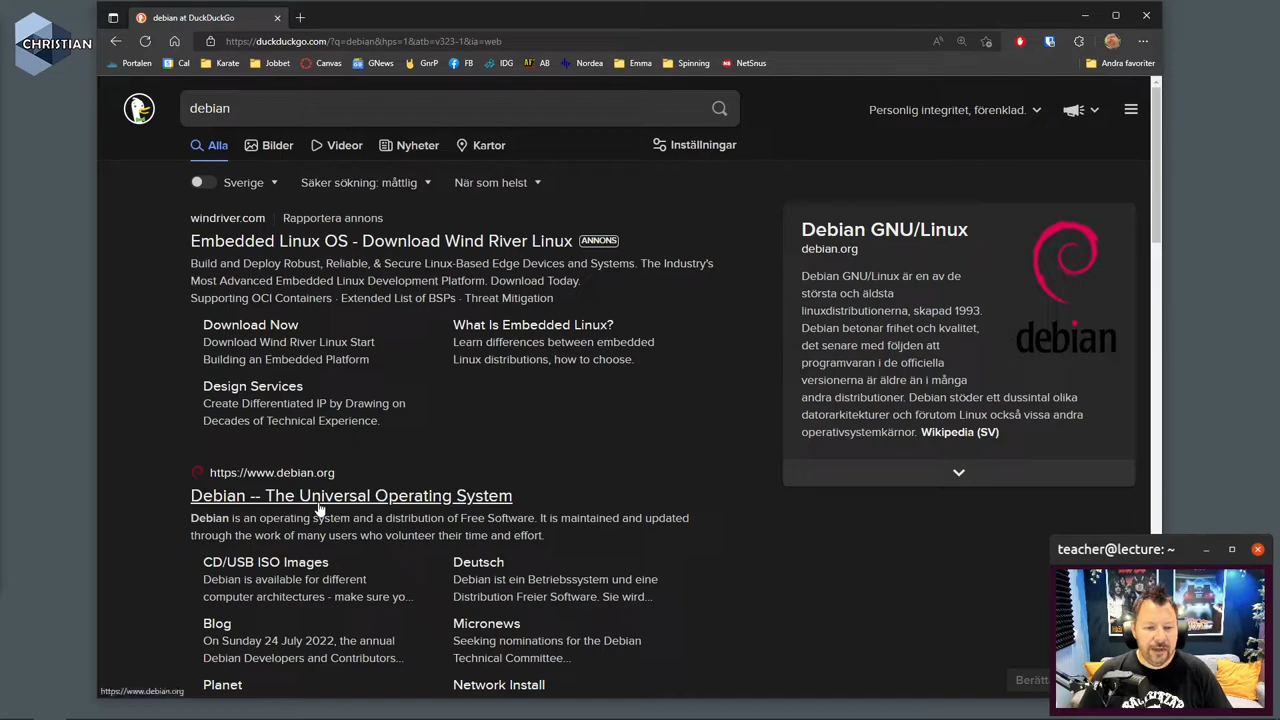 CHRISTIAN
debian at DuckDuckGo
https://duckduckgo.com/?q=debian&hps=1&atb=v323-1&ia=web
Portalen
Cal
Karate
Jobbet
Canvas
GNews
GnrP
FB
IDG
AF
AB
Nordea
Emma
Spinning
NetSnus
Andra favoriter
debian
Personlig integritet, förenklad.
Alla
Bilder
Videor
Nyheter
Kartor
Inställningar
Sverige
Säker sökning: måttlig
När som helst
windriver.com
Rapportera annons
Embedded Linux OS - Download Wind River Linux ANNONS
Build and Deploy Robust, Reliable, & Secure Linux-Based Edge Devices and Systems. The Industry's
Most Advanced Embedded Linux Development Platform. Download Today.
Supporting OCI Containers · Extended List of BSPs · Threat Mitigation
Download Now
Download Wind River Linux Start
Building an Embedded Platform
What Is Embedded Linux?
Learn differences between embedded
Linux distributions, how to choose.
Design Services
Create Differentiated IP by Drawing on
Decades of Technical Experience.
https://www.debian.org
Debian -- The Universal Operating System
Debian is an operating system and a distribution of Free Software. It is maintained and updated
through the work of many users who volunteer their time and effort.
CD/USB ISO Images
Debian is available for different
computer architectures - make sure yo...
Deutsch
Debian ist ein Betriebssystem und eine
Distribution Freier Software. Sie wird...
Blog
On Sunday 24 July 2022, the annual
Debian Developers and Contributors...
Micronews
Seeking nominations for the Debian
Technical Committee...
Planet
Network Install
https://www.debian.org
Debian GNU/Linux
debian.org
Debian GNU/Linux är en av de
största och äldsta
linuxdistributionerna, skapad 1993.
Debian betonar frihet och kvalitet,
det senare med följden att
programvaran i de officiella
versionerna är äldre än i många
andra distributioner. Debian stöder ett dussintal olika
datorarkitekturer och förutom Linux också vissa andra
operativsystemkärnor. Wikipedia (SV)
debian
Berätt
teacher@lecture: ~